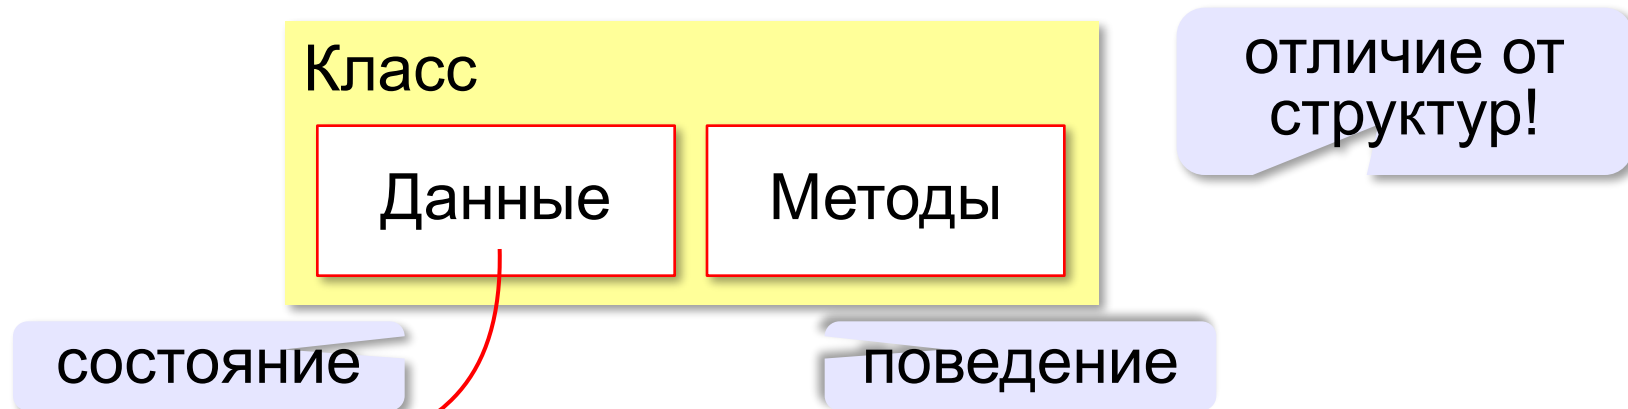 Класс
отличие от
структур!
Данные
Методы
состояние
поведение